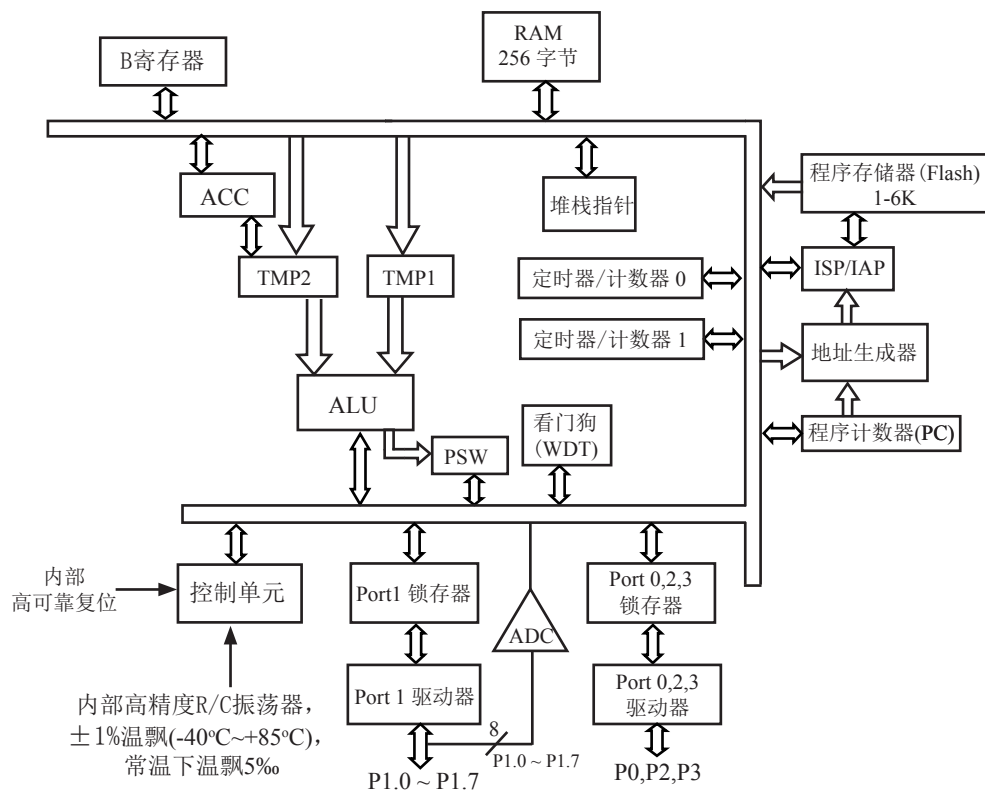 B寄存器
RAM
256 字节
ACC
堆栈指针
程序存储器(Flash)
1-6K
TMP2
TMP1
定时器/计数器 0
ISP/IAP
定时器/计数器 1
地址生成器
ALU
看门狗
(WDT)
PSW
程序计数器(PC)
内部
高可靠复位
控制单元
Port1 锁存器
ADC
Port 0,2,3
锁存器
Port 1 驱动器
Port 0,2,3
驱动器
内部高精度R/C振荡器，
±1%温飘(-40°C~+85°C)，
常温下温飘5‰
8
P1.0 ~ P1.7
P1.0 ~ P1.7
P0,P2,P3